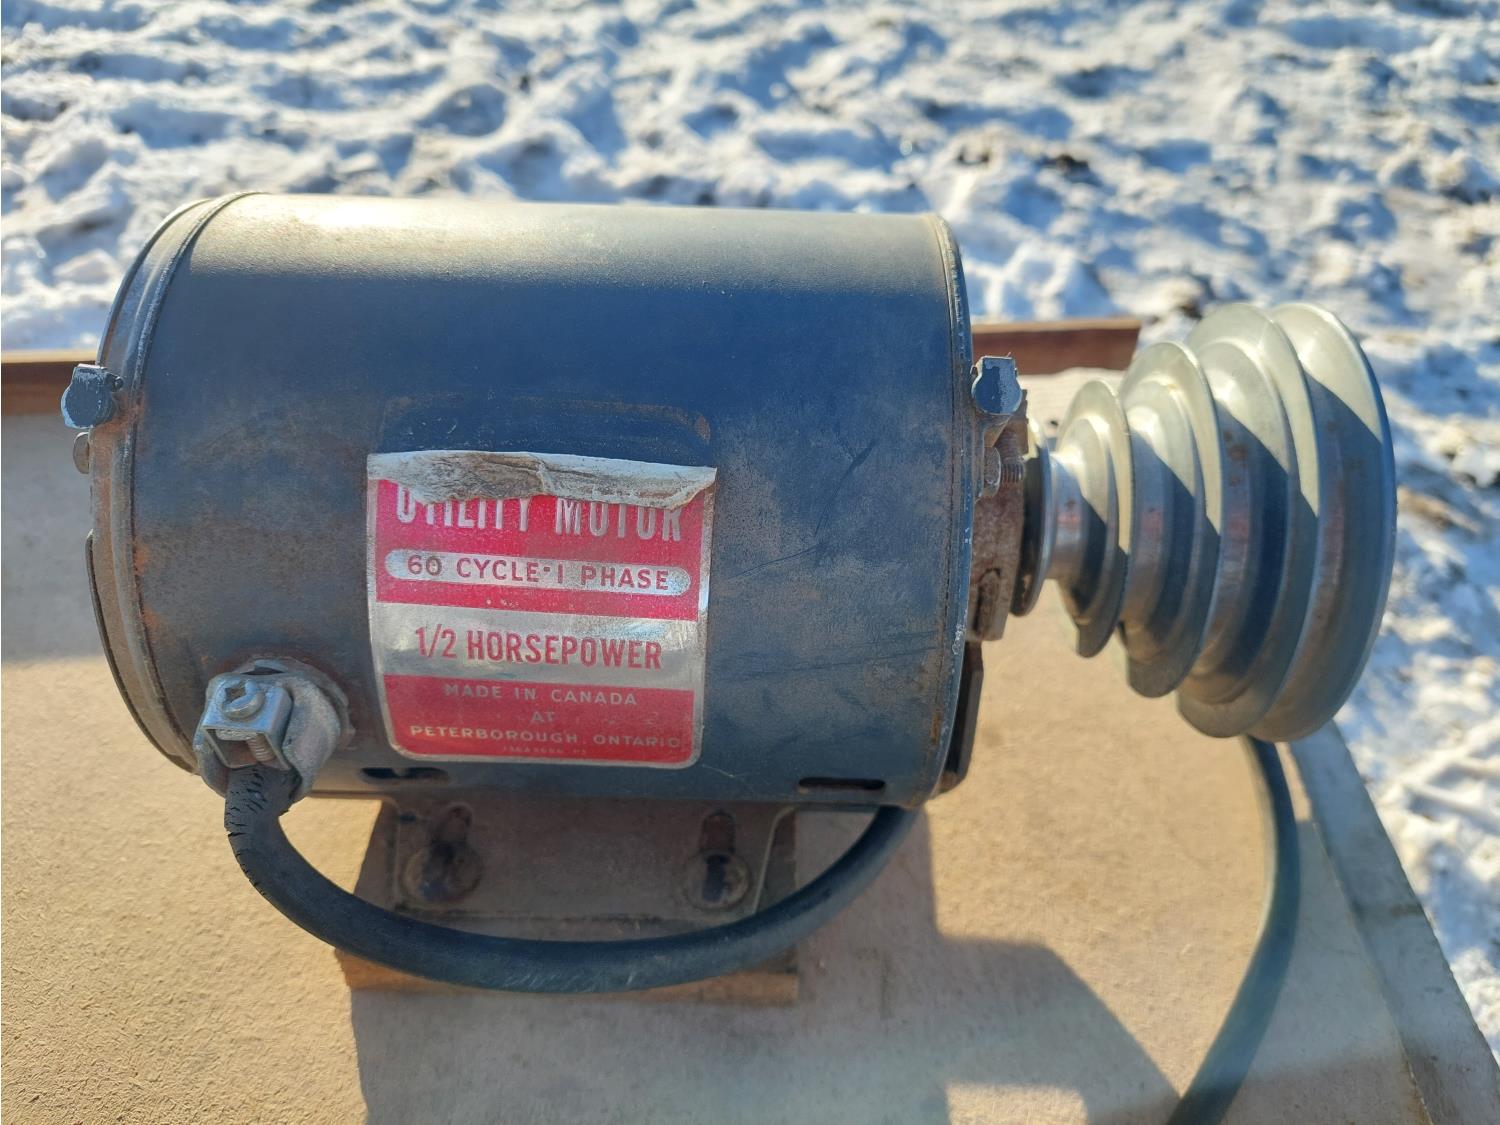 UTILITY MOTOR
60 CYCLE-1 PHASE
1/2 HORSEPOWER
MADE IN CANADA
AT
PETERBOROUGH, ONTARIO